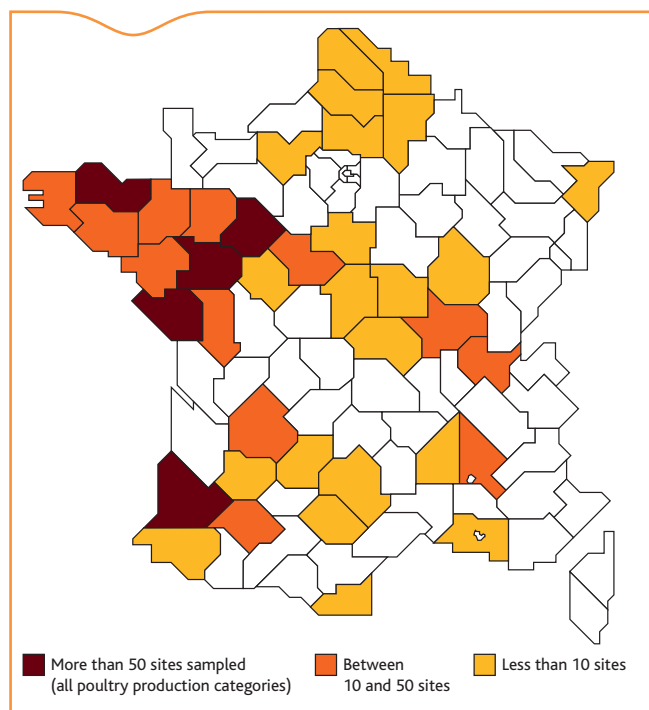 More than 50 sites sampled
(all poultry production categories)
Between
10 and 50 sites
Less than 10 sites